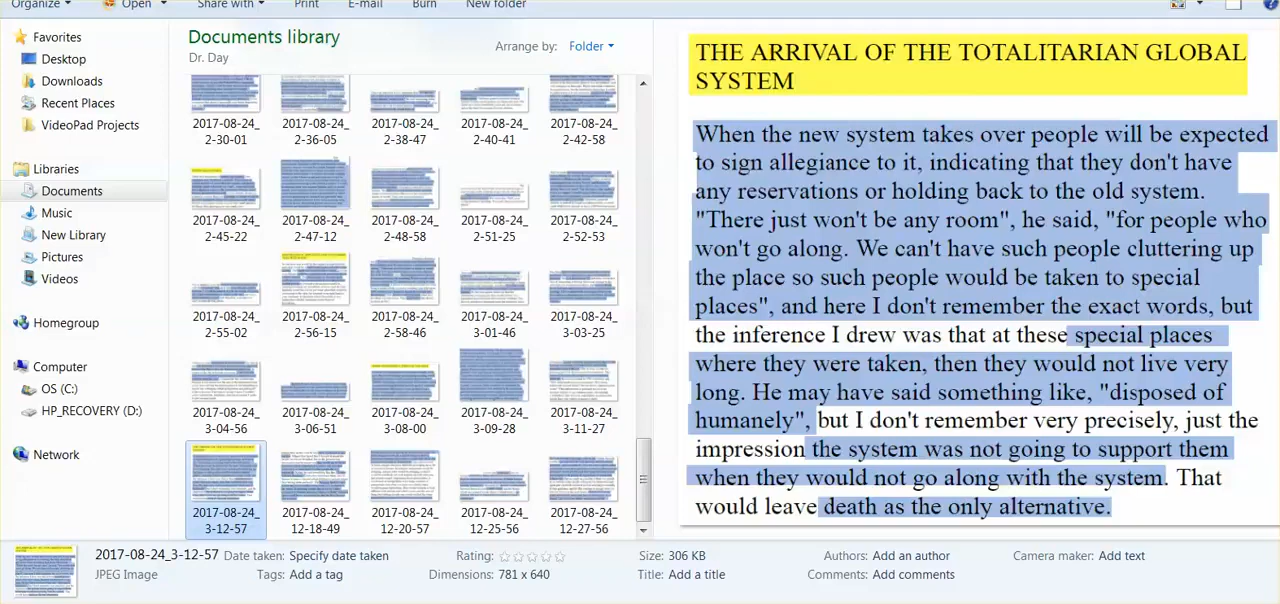 Organize Open Share with Print E-mail Burn New folder
Favorites
Desktop
Downloads
Recent Places
VideoPad Projects
Libraries
Documents
Music
New Library
Pictures
Videos
Homegroup
Computer
OS (C:)
HP_RECOVERY (D:)
Network
Documents library
Dr. Day
Arrange by: Folder
2017-08-24_ 2017-08-24_ 2017-08-24_ 2017-08-24_ 2017-08-24_
2-30-01 2-36-05 2-38-47 2-40-41 2-42-58
2017-08-24_ 2017-08-24_ 2017-08-24_ 2017-08-24_ 2017-08-24_
2-45-22 2-47-12 2-48-58 2-51-25 2-52-53
2017-08-24_ 2017-08-24_ 2017-08-24_ 2017-08-24_ 2017-08-24_
2-55-02 2-56-15 2-58-46 3-01-46 3-03-25
2017-08-24_ 2017-08-24_ 2017-08-24_ 2017-08-24_ 2017-08-24_
3-04-56 3-06-51 3-08-00 3-09-28 3-11-27
2017-08-24_ 2017-08-24_ 2017-08-24_ 2017-08-24_ 2017-08-24_
3-12-57 12-18-49 12-20-57 12-25-56 12-27-56
THE ARRIVAL OF THE TOTALITARIAN GLOBAL
SYSTEM
When the new system takes over people will be expected
to sign allegiance to it, indicating that they don't have
any reservations or holding back to the old system.
"There just won't be any room", he said, "for people who
won't go along. We can't have such people cluttering up
the place so such people would be taken to special
places", and here I don't remember the exact words, but
the inference I drew was that at these special places
where they were taken, then they would not live very
long. He may have said something like, "disposed of
humanely", but I don't remember very precisely, just the
impression the system was not going to support them
when they would not go along with the system. That
would leave death as the only alternative.
2017-08-24_3-12-57 Date taken: Specify date taken Rating: Size: 306 KB Authors: Add an author Camera maker: Add text
JPEG Image Tags: Add a tag Dimensions: 781 x 640 Title: Add a title Comments: Add comments